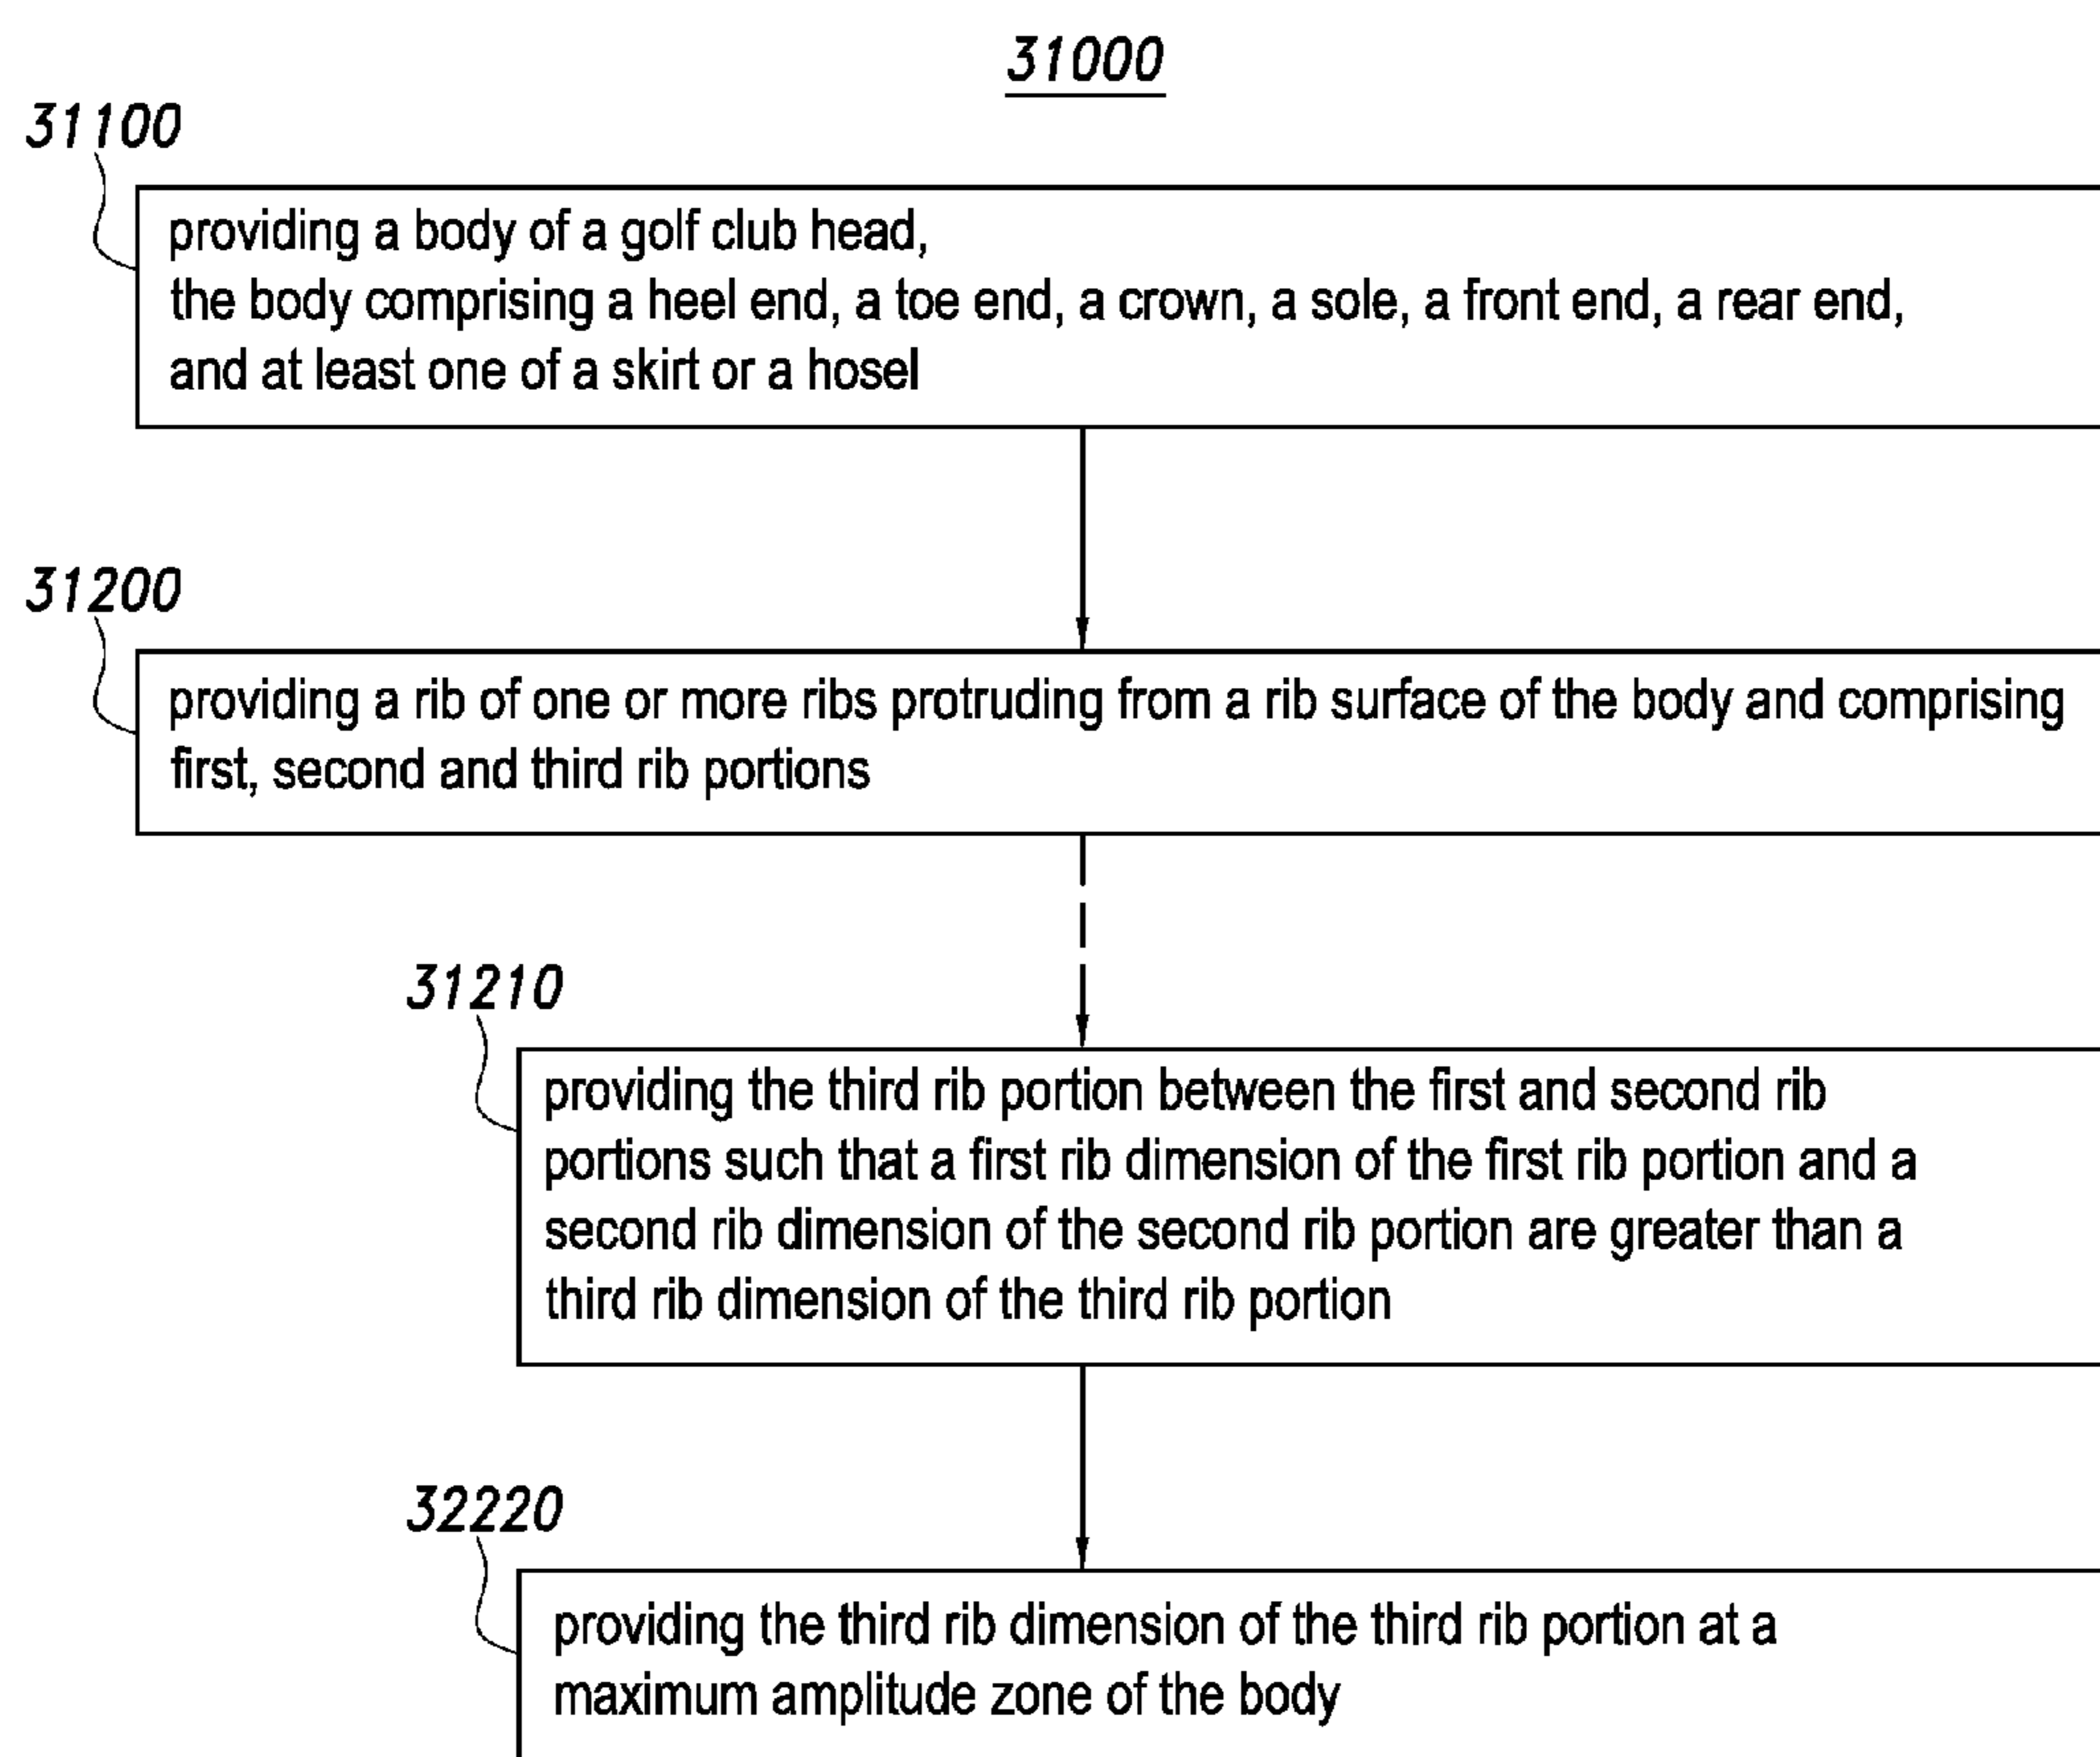 31000
31100
providing a body of a golf club head,
the body comprising a heel end, a toe end, a crown, a sole, a front end, a rear end,
and at least one of a skirt or a hosel
31200
providing a rib of one or more ribs protruding from a rib surface of the body and comprising
first, second and third rib portions
31210
providing the third rib portion between the first and second rib
portions such that a first rib dimension of the first rib portion and a
second rib dimension of the second rib portion are greater than a
third rib dimension of the third rib portion
32220
providing the third rib dimension of the third rib portion at a
maximum amplitude zone of the body